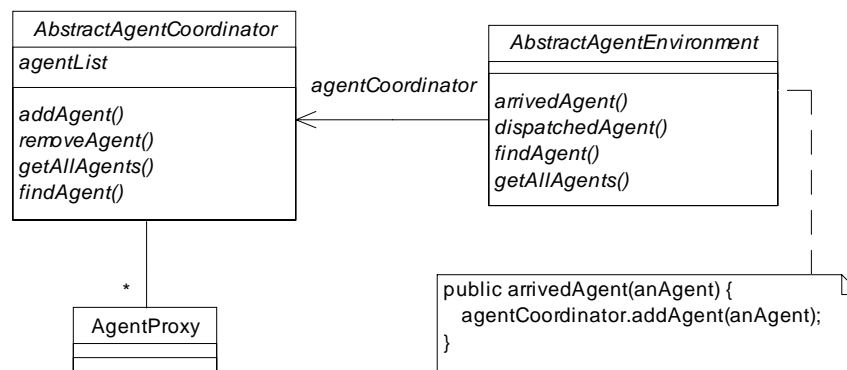 AbstractAgentCoordinator
agentList
addAgent()
removeAgent()
getAllAgents()
findAgent()
agentCoordinator
AbstractAgentEnvironment
arrivedAgent()
dispatchedAgent()
findAgent()
getAllAgents()
*
AgentProxy
public arrivedAgent(anAgent) {
agentCoordinator.addAgent(anAgent);
}